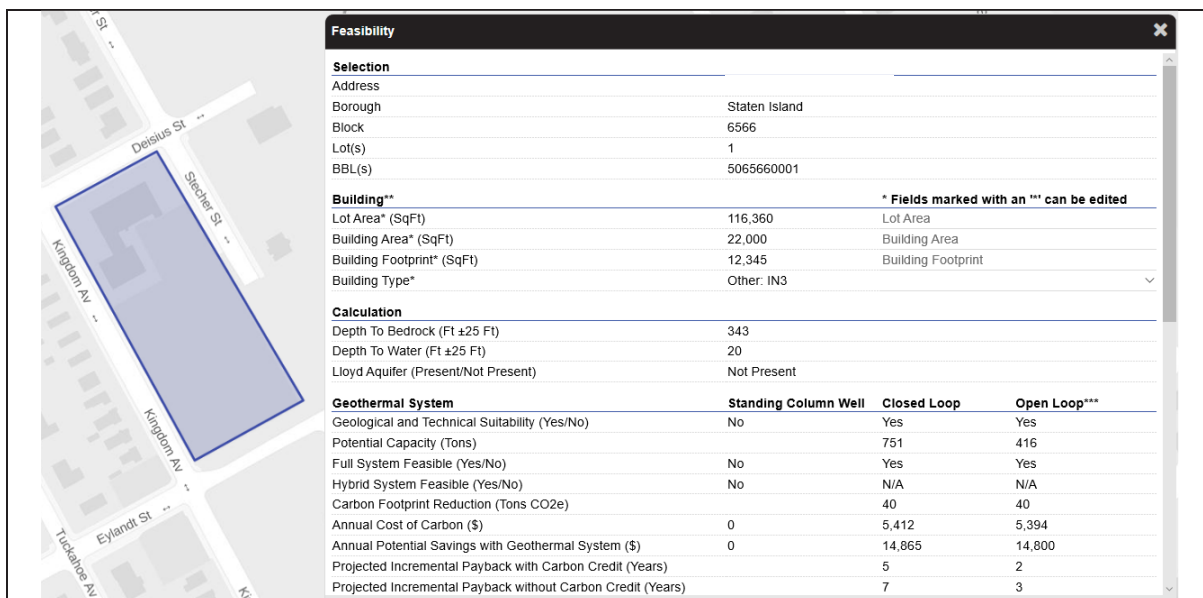 St
Deisius St
Stecher St
Kingdom Av
Kingdom Av
Eylandt St
Tuckahoe Av
Feasibility
Selection
Address
Borough Staten Island
Block 6566
Lot(s) 1
BBL(s) 5065660001
Building** * Fields marked with an '*' can be edited
Lot Area* (SqFt) 116,360 Lot Area
Building Area* (SqFt) 22,000 Building Area
Building Footprint* (SqFt) 12,345 Building Footprint
Building Type* Other: IN3
Calculation
Depth To Bedrock (Ft ±25 Ft) 343
Depth To Water (Ft ±25 Ft) 20
Lloyd Aquifer (Present/Not Present) Not Present
Geothermal System Standing Column Well Closed Loop Open Loop***
Geological and Technical Suitability (Yes/No) No Yes Yes
Potential Capacity (Tons) 751 416
Full System Feasible (Yes/No) No Yes Yes
Hybrid System Feasible (Yes/No) No N/A N/A
Carbon Footprint Reduction (Tons CO2e) 40 40
Annual Cost of Carbon ($) 0 5,412 5,394
Annual Potential Savings with Geothermal System ($) 0 14,865 14,800
Projected Incremental Payback with Carbon Credit (Years) 5 2
Projected Incremental Payback without Carbon Credit (Years) 7 3